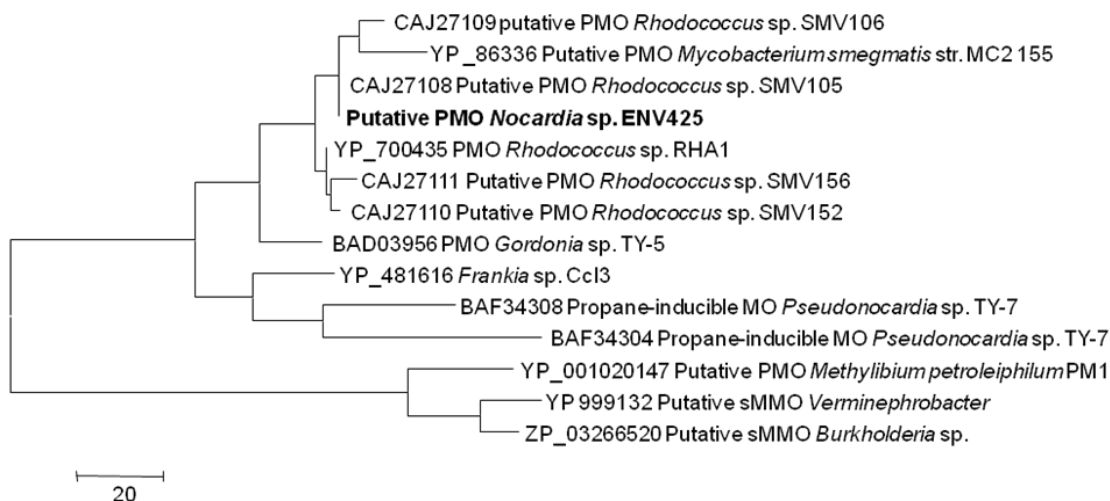 CAJ27109 putative PMO Rhodococcus sp. SMV106
YP_86336 Putative PMO Mycobacterium smegmatis str. MC2 155
CAJ27108 Putative PMO Rhodococcus sp. SMV105
Putative PMO Nocardia sp. ENV425
YP_700435 PMO Rhodococcus sp. RHA1
CAJ27111 Putative PMO Rhodococcus sp. SMV156
CAJ27110 Putative PMO Rhodococcus sp. SMV152
BAD03956 PMO Gordonia sp. TY-5
YP_481616 Frankia sp. CcI3
BAF34308 Propane-inducible MO Pseudonocardia sp. TY-7
BAF34304 Propane-inducible MO Pseudonocardia sp. TY-7
YP_001020147 Putative PMO Methylibium petroleiphilum PM1
YP 999132 Putative sMMO Verminephrobacter
ZP_03266520 Putative sMMO Burkholderia sp.
20